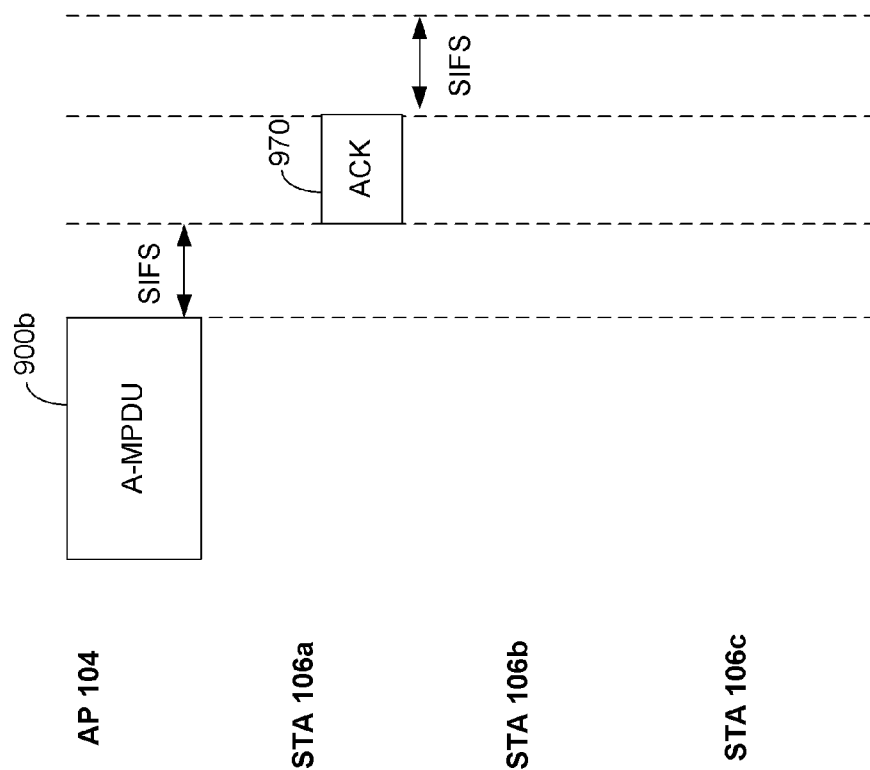 900b
A-MPDU
SIFS
970
ACK
SIFS
AP 104
STA 106a
STA 106b
STA 106c